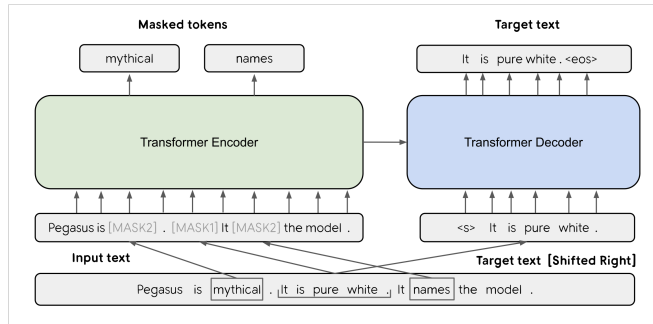 Masked tokens
Target text
mythical
names
It is pure white . <eos>
Transformer Encoder
Transformer Decoder
Pegasus is [MASK2] . [MASK1] It [MASK2] the model .
<s> It is pure white .
Input text
Target text [Shifted Right]
Pegasus is mythical . It is pure white . It names the model .